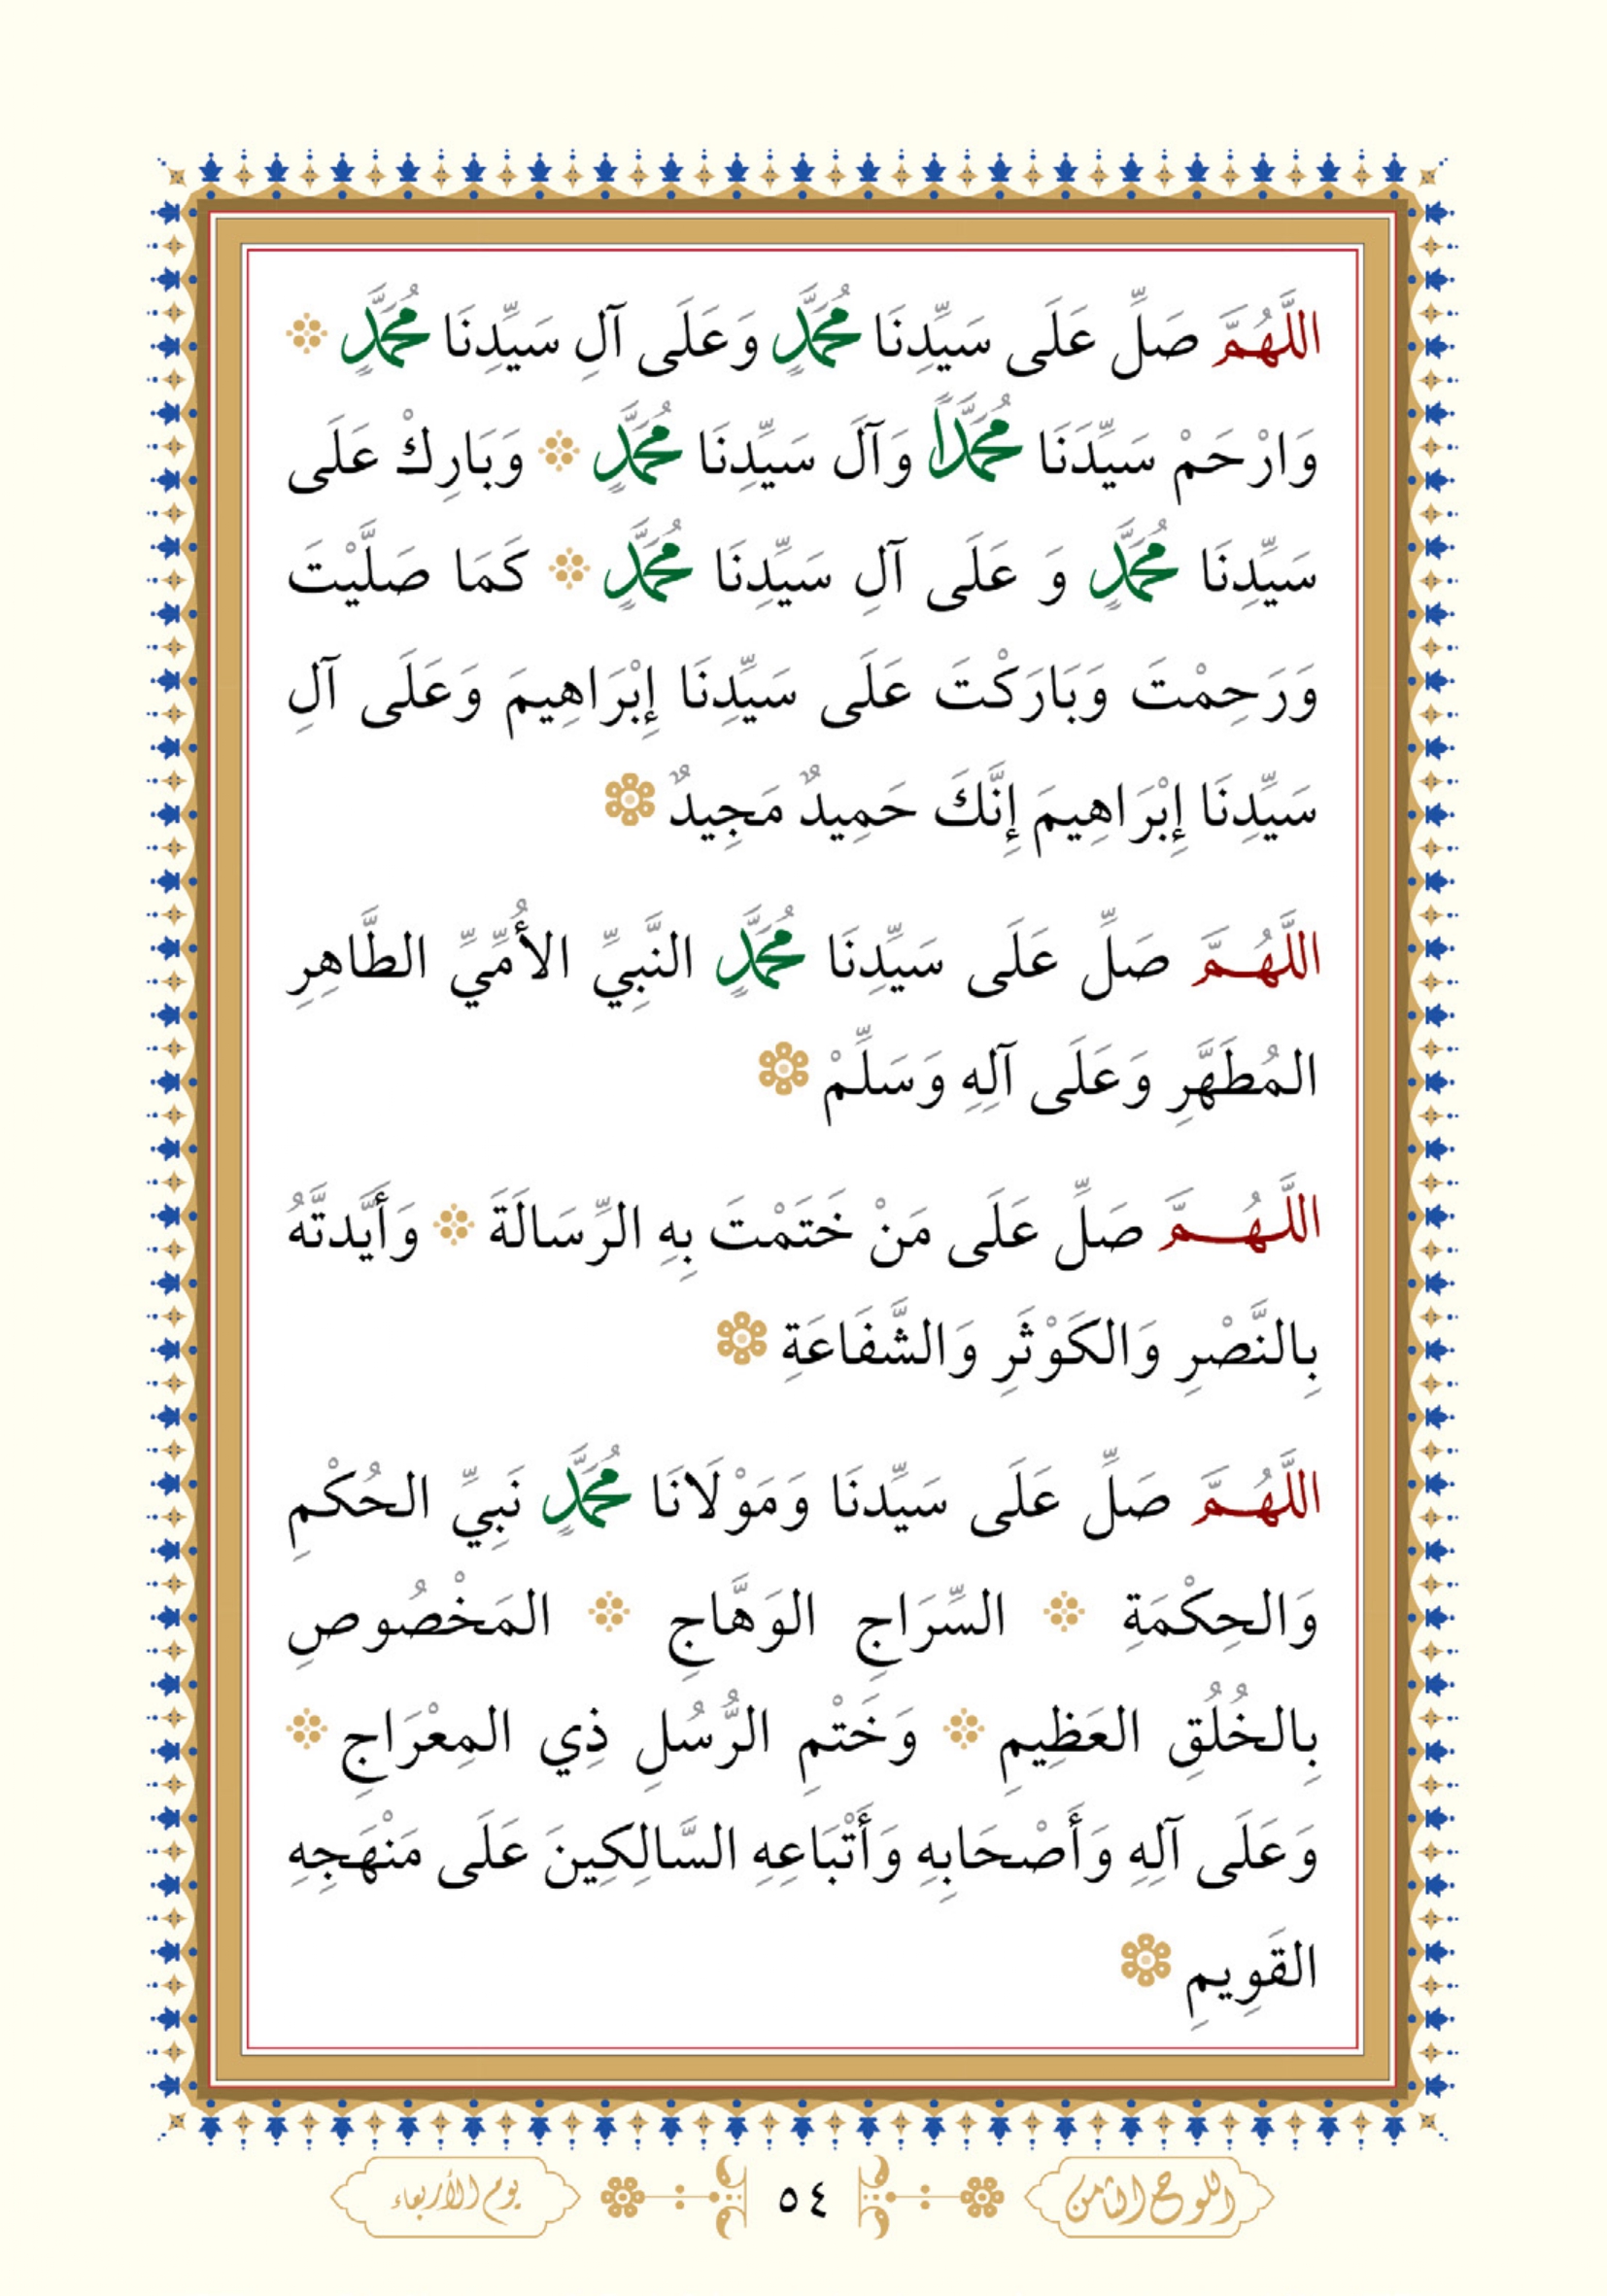 اللَّهُمَّ صَلِّ عَلَى سَيِّدِنَا مُحَمَّدٍ وَعَلَى آلِ سَيِّدِنَا مُحَمَّدٍ
وَارْحَمْ سَيِّدَنَا مُحَمَّداً وَآلَ سَيِّدِنَا مُحَمَّدٍ وَبَارِكْ عَلَى
سَيِّدِنَا مُحَمَّدٍ وَ عَلَى آلِ سَيِّدِنَا مُحَمَّدٍ كَمَا صَلَّيْتَ
وَرَحِمْتَ وَبَارَكْتَ عَلَى سَيِّدِنَا إِبْرَاهِيمَ وَعَلَى آلِ
سَيِّدِنَا إِبْرَاهِيمَ إِنَّكَ حَمِيدٌ مَجِيدٌ
اللَّهُمَّ صَلِّ عَلَى سَيِّدِنَا مُحَمَّدٍ النَّبِيِّ الأُمِّيِّ الطَّاهِرِ
المُطَهَّرِ وَعَلَى آلِهِ وَسَلِّمْ
اللَّهُمَّ صَلِّ عَلَى مَنْ خَتَمْتَ بِهِ الرِّسَالَةَ وَأَيَّدتَّهُ
بِالنَّصْرِ وَالكَوْثَرِ وَالشَّفَاعَةِ
اللَّهُمَّ صَلِّ عَلَى سَيِّدنَا وَمَوْلَانَا مُحَمَّدٍ نَبِيِّ الحُكْمِ
وَالحِكْمَةِ السِّرَاجِ الوَهَّاجِ المَخْصُوصِ
بِالخُلُقِ العَظِيمِ وَخَتْمِ الرُّسُلِ ذِي المِعْرَاجِ
وَعَلَى آلِهِ وَأَصْحَابِهِ وَأَتْبَاعِهِ السَّالِكِينَ عَلَى مَنْهَجِهِ
القَوِيمِ
اللوح الثامن ٥٤ يوم الأربعاء